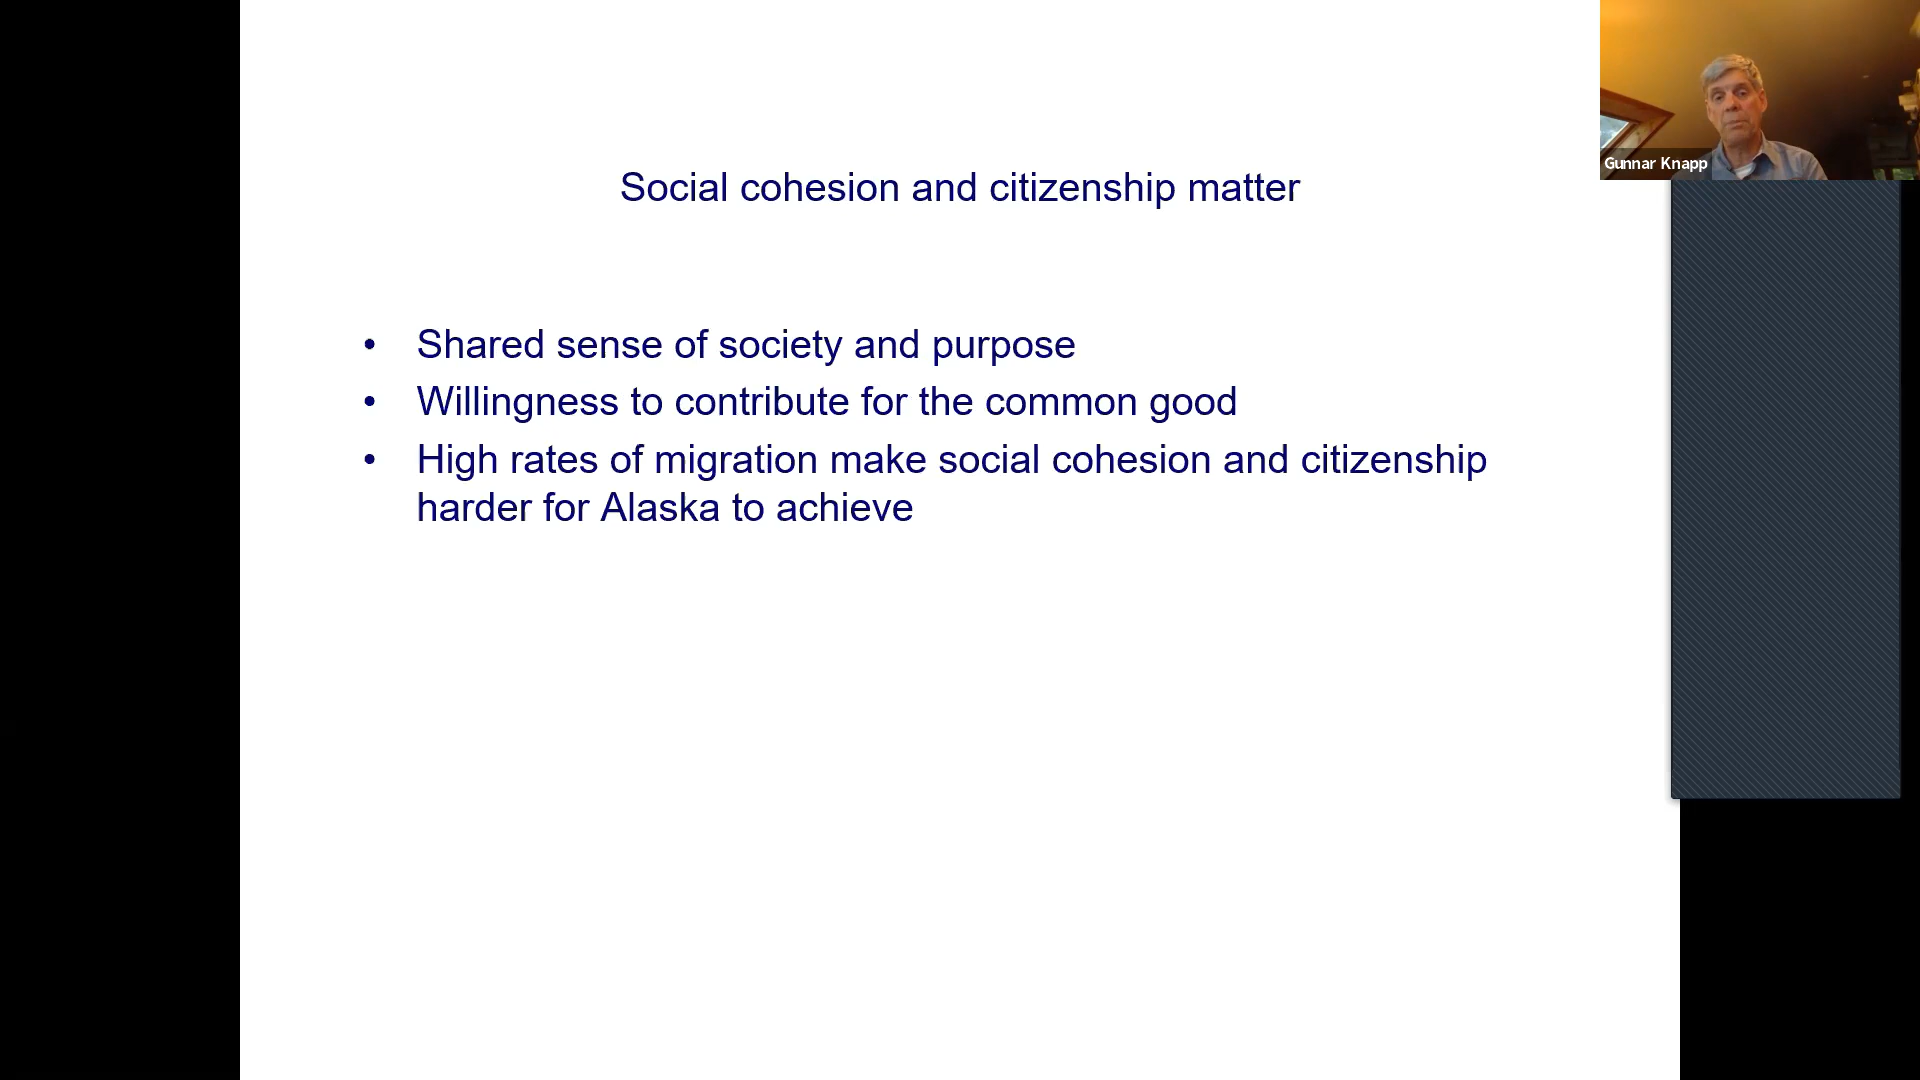 Gunnar Knapp
Social cohesion and citizenship matter
• Shared sense of society and purpose
• Willingness to contribute for the common good
• High rates of migration make social cohesion and citizenship
harder for Alaska to achieve